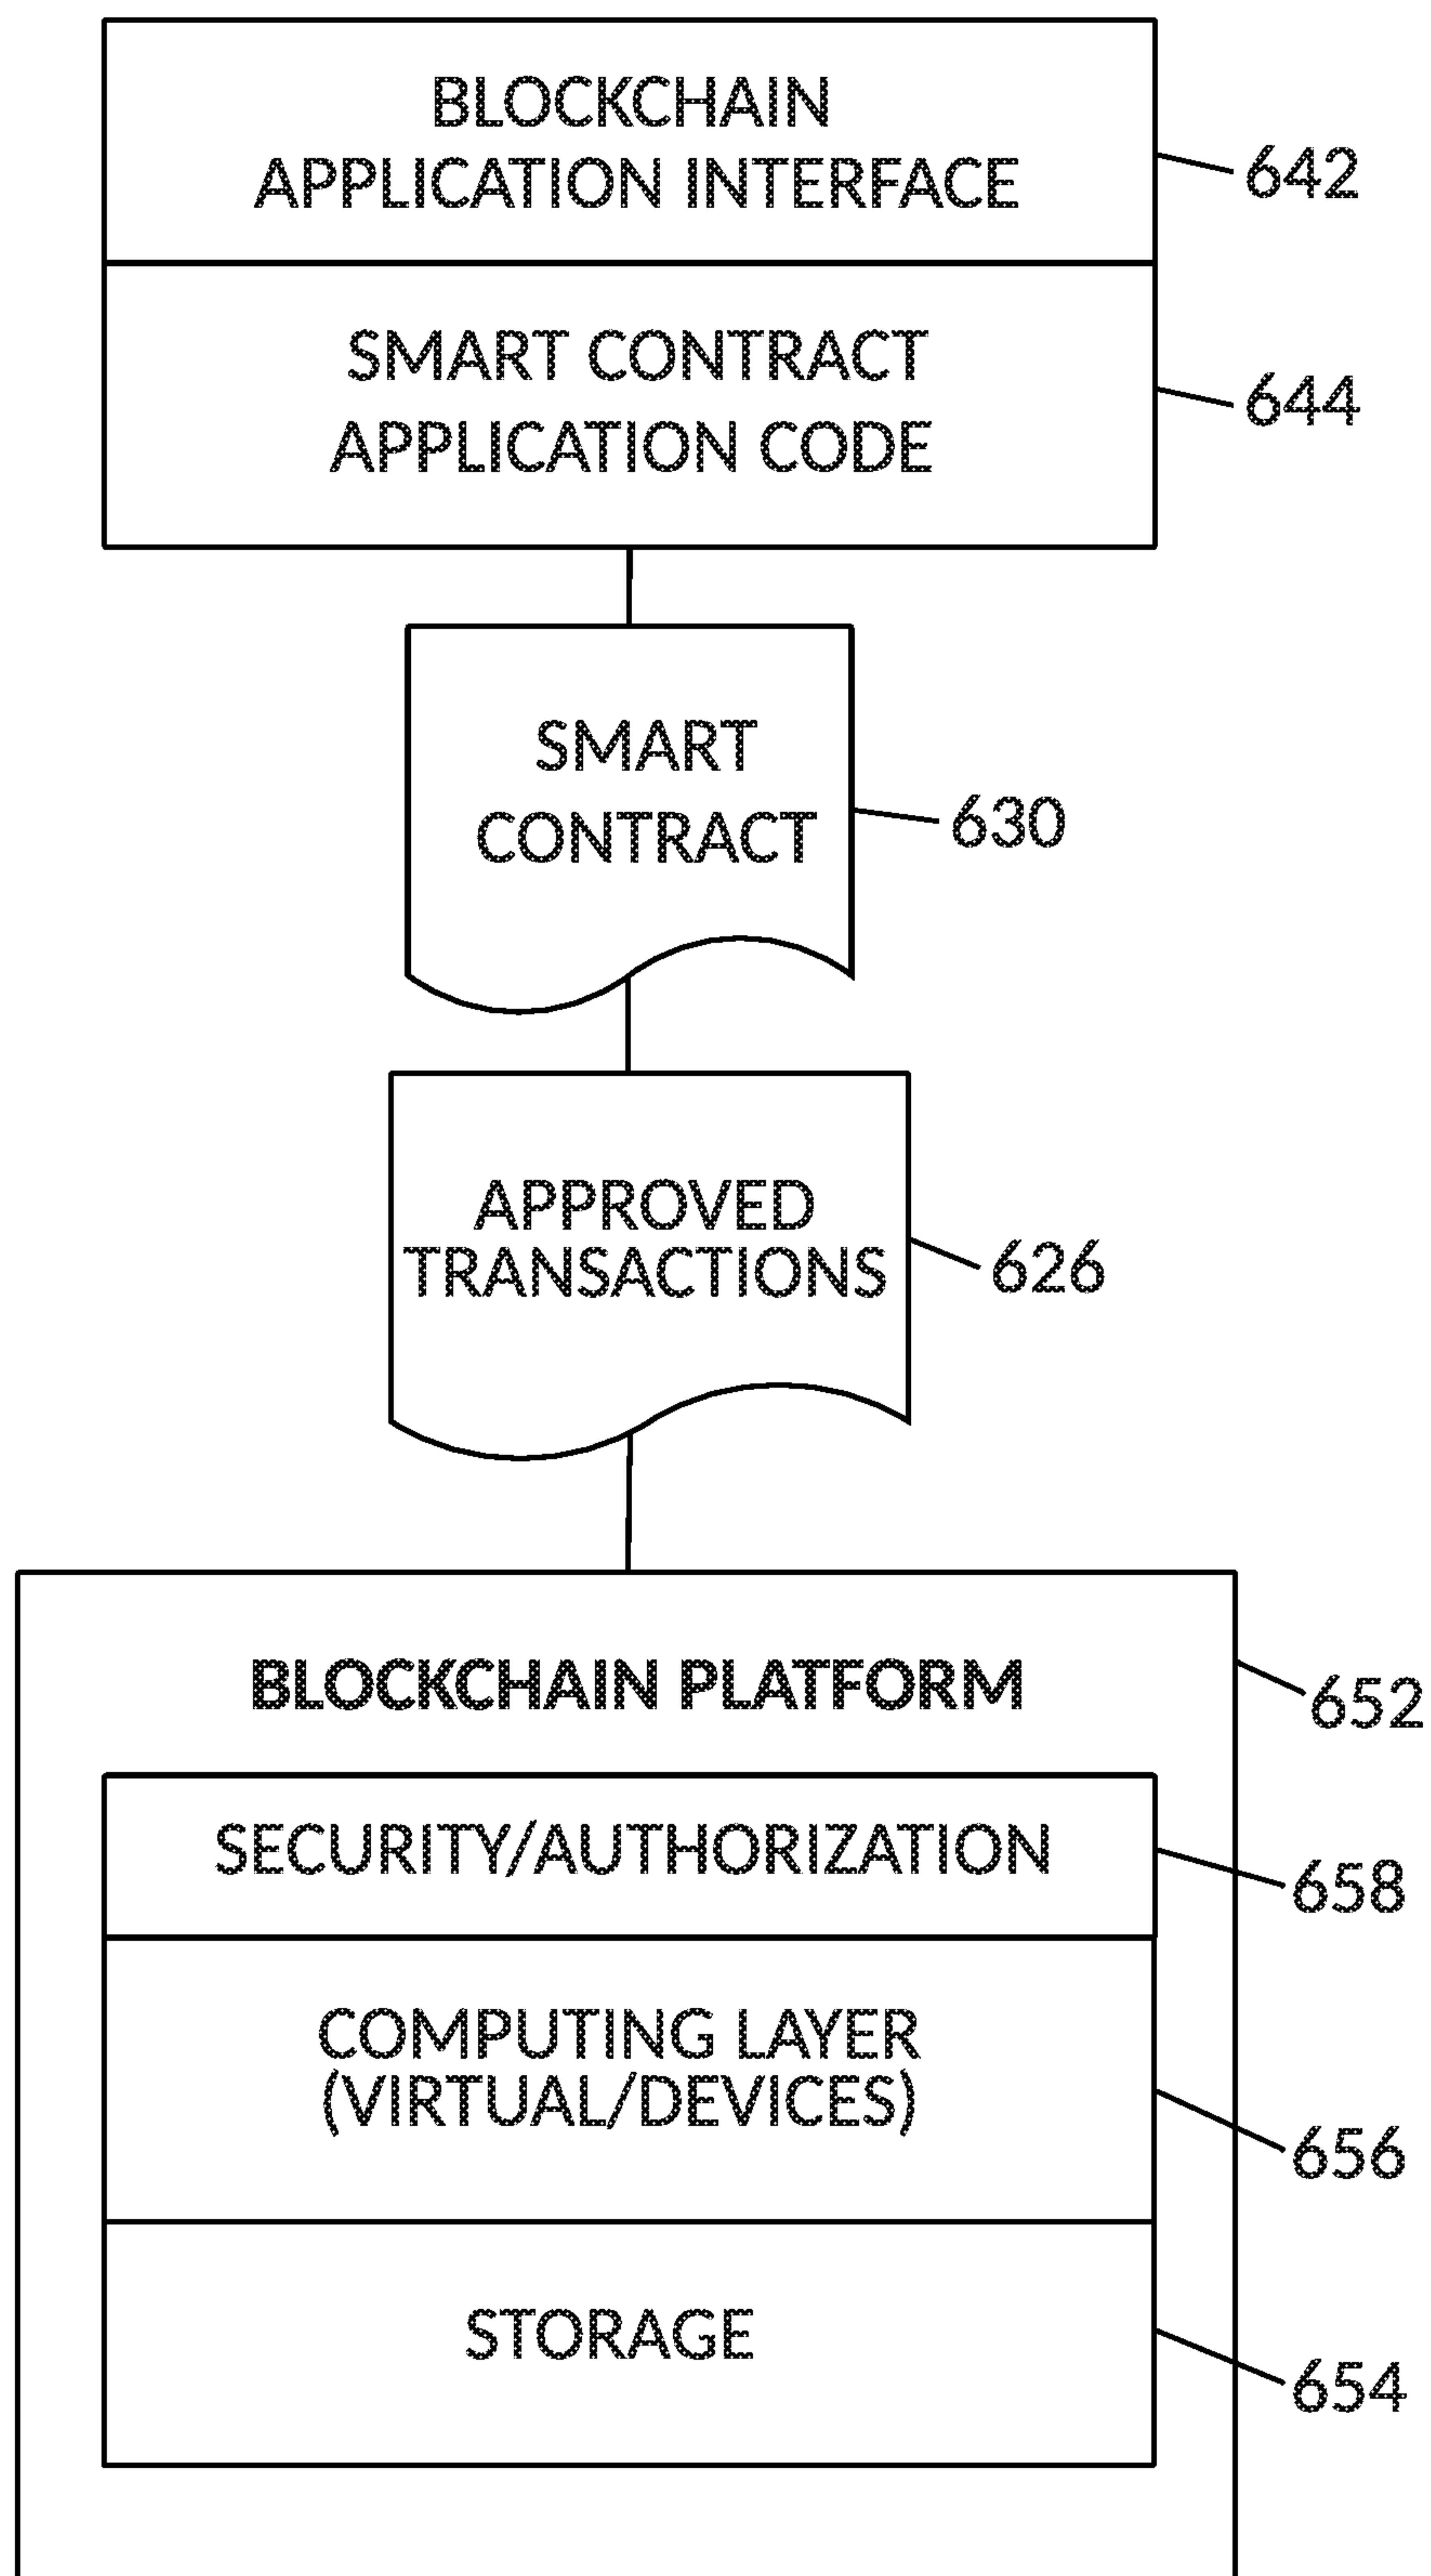 BLOCKCHAIN
APPLICATION INTERFACE
642
SMART CONTRACT
APPLICATION CODE
644
SMART
CONTRACT
630
APPROVED
TRANSACTIONS
626
BLOCKCHAIN PLATFORM
652
SECURITY/AUTHORIZATION
658
COMPUTING LAYER
(VIRTUAL/DEVICES)
656
STORAGE
654